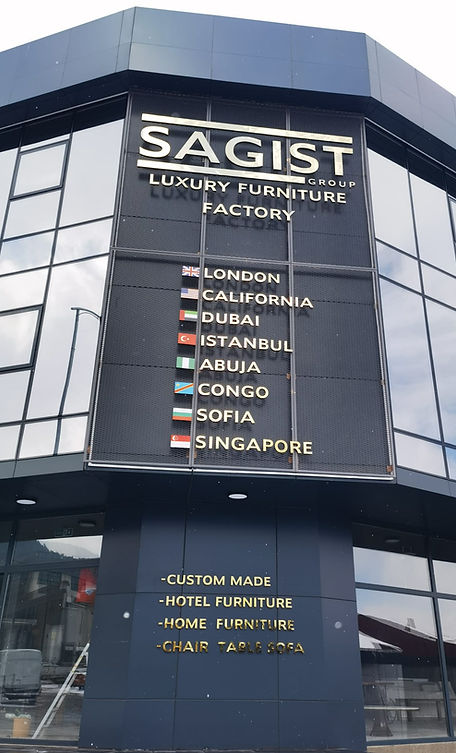 SAGIST
GROUP
LUXURY FURNITURE
FACTORY
LONDON
CALIFORNIA
DUBAI
ISTANBUL
ABUJA
CONGO
SOFIA
SINGAPORE
-CUSTOM MADE
-HOTEL FURNITURE
-HOME FURNITURE
-CHAIR TABLE SOFA